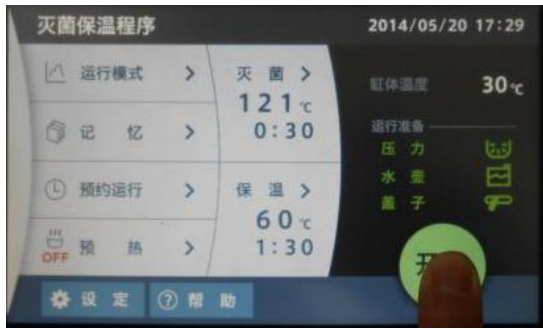 灭菌保温程序
2014/05/20 17:29
运行模式
记 忆
预约运行
OFF 预 热
灭 菌
121℃
0:30
保 温
60℃
1:30
缸体温度 30℃
运行准备
压 力
水 壶
盖 子
开
设 定
帮 助